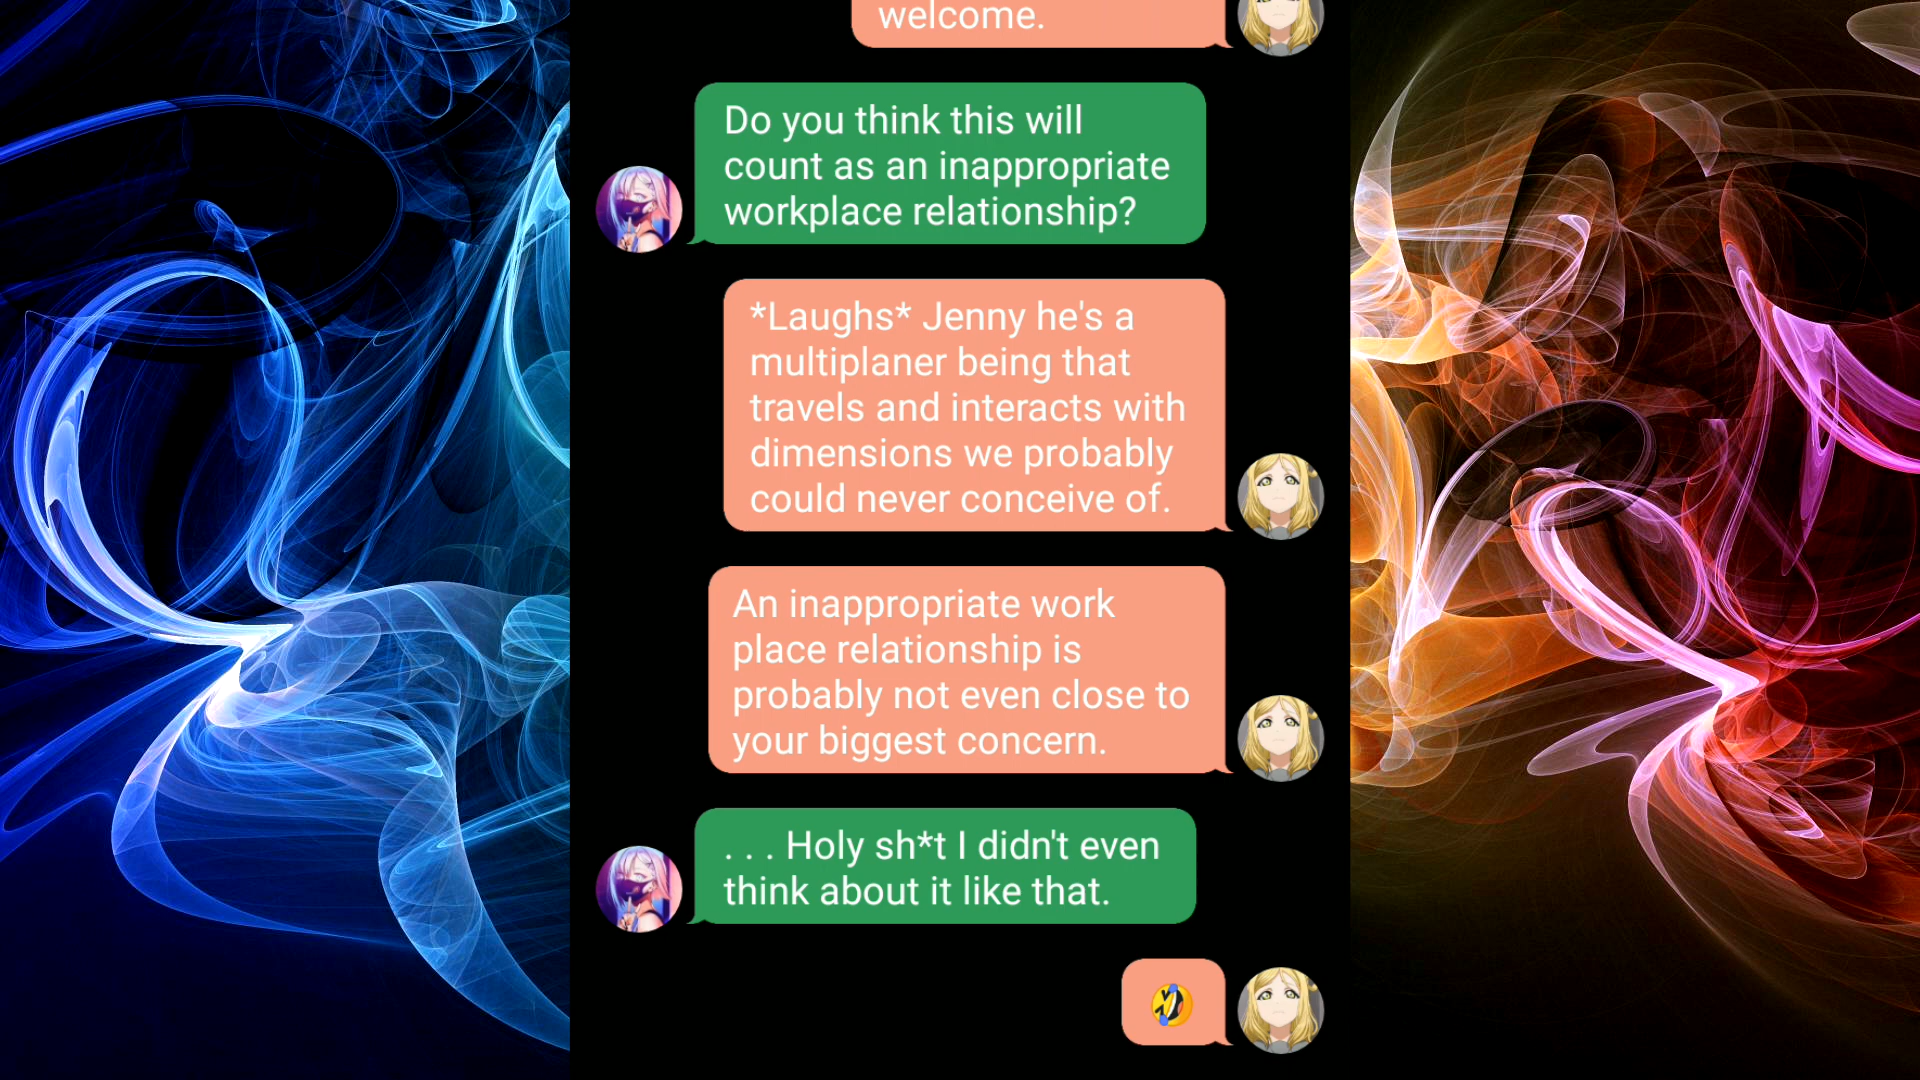 welcome.
Do you think this will
count as an inappropriate
workplace relationship?
*Laughs* Jenny he's a
multiplaner being that
travels and interacts with
dimensions we probably
could never conceive of.
An inappropriate work
place relationship is
probably not even close to
your biggest concern.
. . . Holy sh*t I didn't even
think about it like that.
🤣